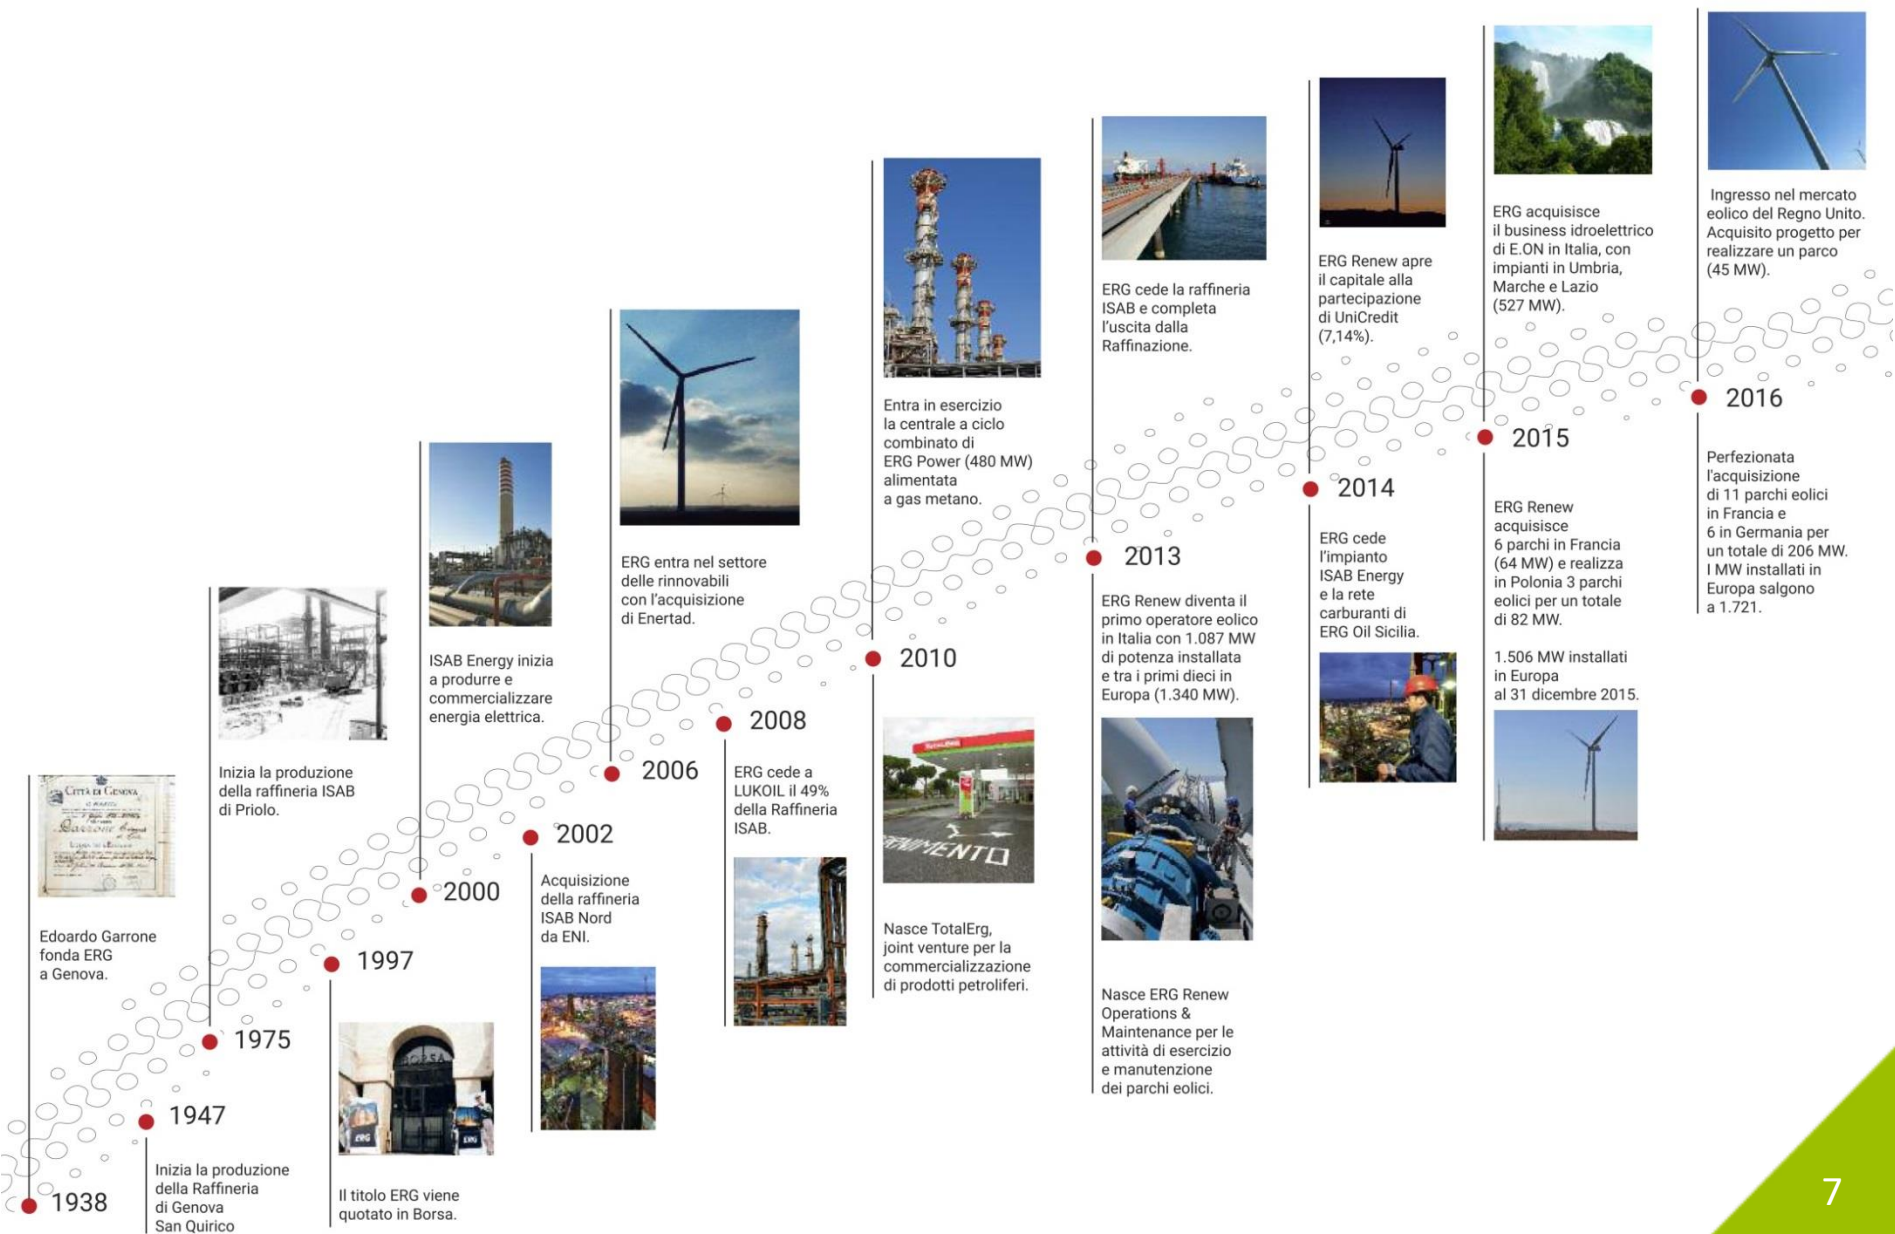 CITTÀ DI GENOVA
Edoardo Garrone
fonda ERG
a Genova.
1938
1947
Inizia la produzione
della Raffineria
di Genova
San Quirico
Inizia la produzione
della raffineria ISAB
di Priolo.
1975
1997
BORSA
ERG
ERG
Il titolo ERG viene
quotato in Borsa.
ISAB Energy inizia
a produrre e
commercializzare
energia elettrica.
2000
2002
Acquisizione
della raffineria
ISAB Nord
da ENI.
ERG entra nel settore
delle rinnovabili
con l'acquisizione
di Enertad.
2006
2008
ERG cede a
LUKOIL il 49%
della Raffineria
ISAB.
Entra in esercizio
la centrale a ciclo
combinato di
ERG Power (480 MW)
alimentata
a gas metano.
2010
Nasce TotalErg,
joint venture per la
commercializzazione
di prodotti petroliferi.
ERG cede la raffineria
ISAB e completa
l'uscita dalla
Raffinazione.
2013
ERG Renew diventa il
primo operatore eolico
in Italia con 1.087 MW
di potenza installata
e tra i primi dieci in
Europa (1.340 MW).
Nasce ERG Renew
Operations &
Maintenance per le
attività di esercizio
e manutenzione
dei parchi eolici.
ERG Renew apre
il capitale alla
partecipazione
di UniCredit
(7,14%).
2014
ERG cede
l'impianto
ISAB Energy
e la rete
carburanti di
ERG Oil Sicilia.
ERG acquisisce
il business idroelettrico
di E.ON in Italia, con
impianti in Umbria,
Marche e Lazio
(527 MW).
2015
ERG Renew
acquisisce
6 parchi in Francia
(64 MW) e realizza
in Polonia 3 parchi
eolici per un totale
di 82 MW.
1.506 MW installati
in Europa
al 31 dicembre 2015.
Ingresso nel mercato
eolico del Regno Unito.
Acquisito progetto per
realizzare un parco
(45 MW).
2016
Perfezionata
l'acquisizione
di 11 parchi eolici
in Francia e
6 in Germania per
un totale di 206 MW.
I MW installati in
Europa salgono
a 1.721.
7